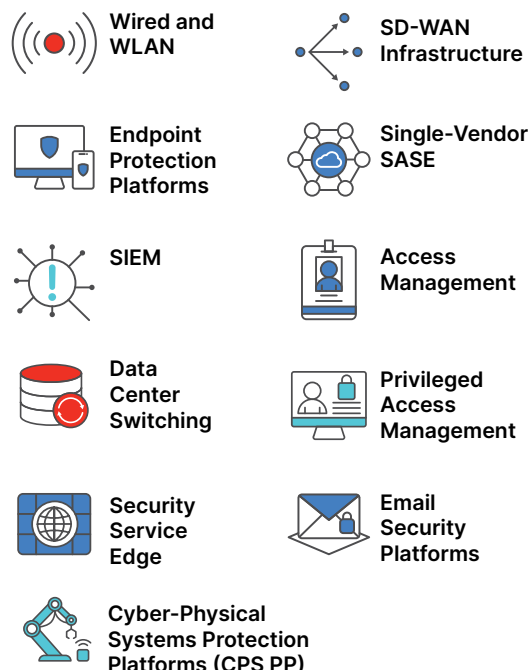 Wired and
WLAN
SD-WAN
Infrastructure
Endpoint
Protection
Platforms
Single-Vendor
SASE
SIEM
Access
Management
Data
Center
Switching
Privileged
Access
Management
Security
Service
Edge
Email
Security
Platforms
Cyber-Physical
Systems Protection
Platforms (CPS PP)